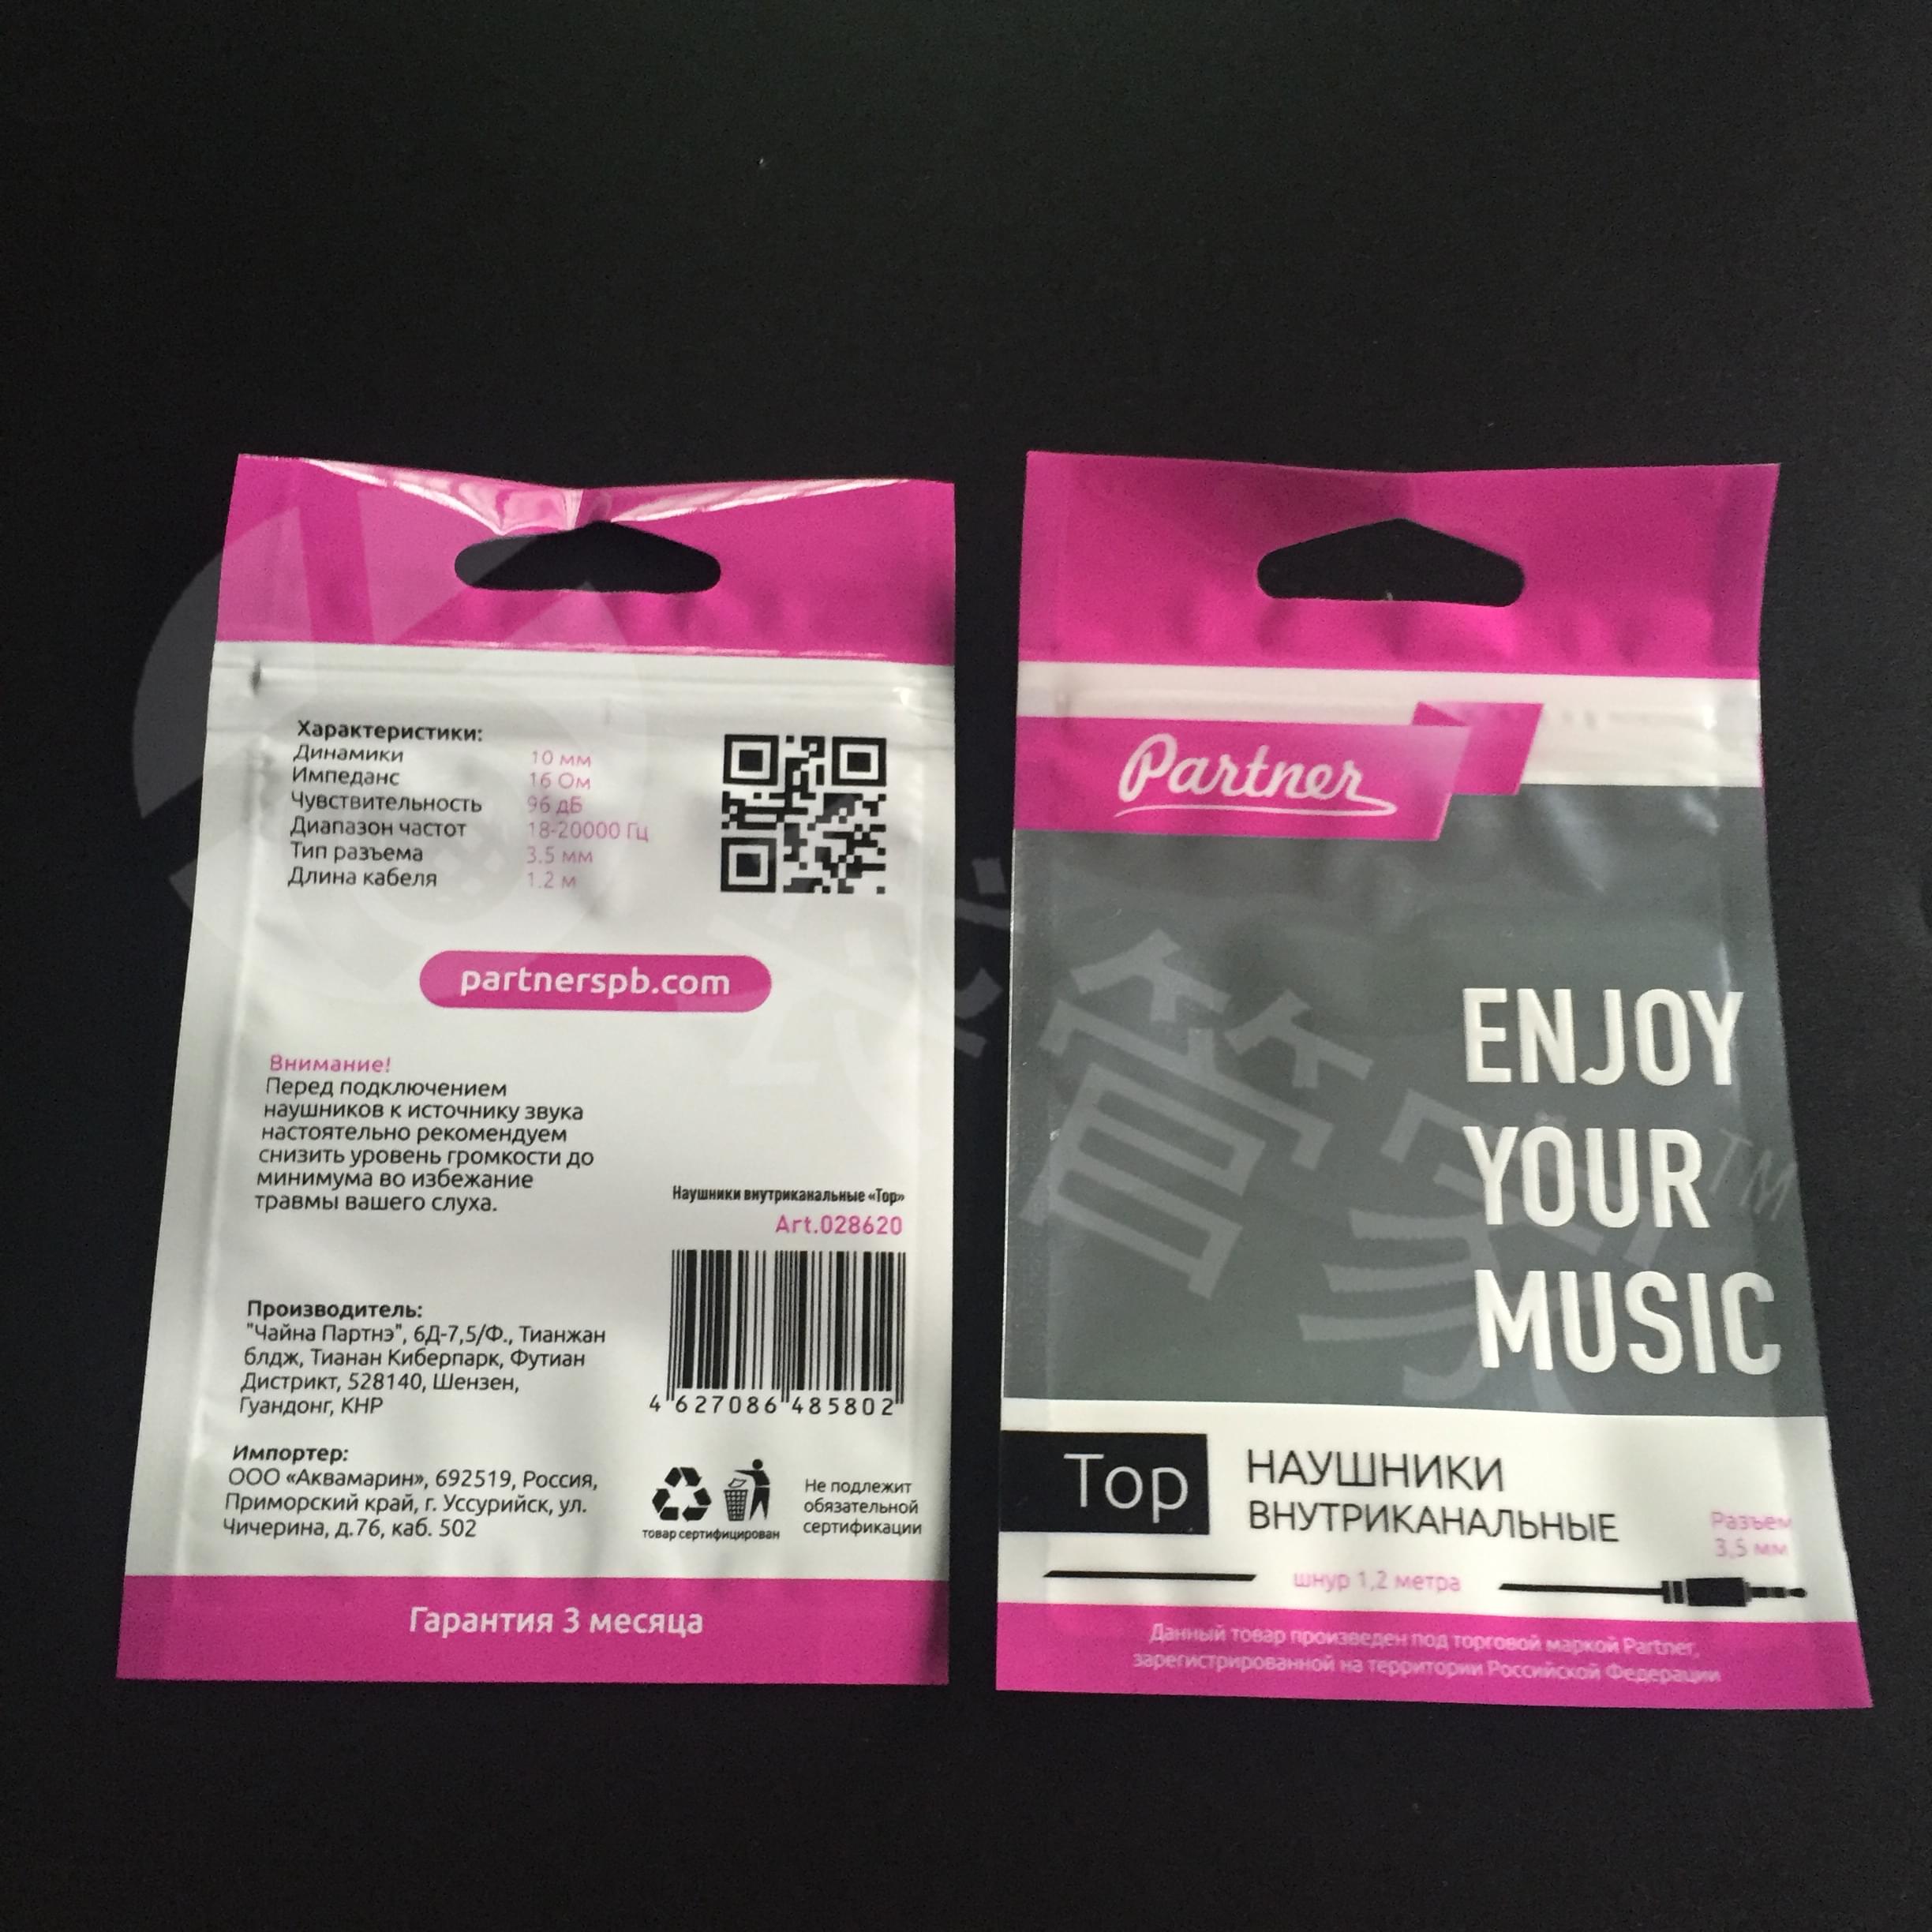 Характеристики:
Динамики 10 мм
Импеданс 16 Ом
Чувствительность 96 дБ
Диапазон частот 18-20000 Гц
Тип разъема 3.5 мм
Длина кабеля 1.2 м
partnerspb.com
Внимание!
Перед подключением
наушников к источнику звука
настоятельно рекомендуем
снизить уровень громкости до
минимума во избежание
травмы вашего слуха.
Наушники внутриканальные «Top»
Art.028620
4 627086 485802
Производитель:
"Чайна Партнэ", 6Д-7,5/Ф., Тианжан
блдж, Тианан Киберпарк, Футиан
Дистрикт, 528140, Шензен,
Гуандонг, КНР
Импортер:
ООО «Аквамарин», 692519, Россия,
Приморский край, г. Уссурийск, ул.
Чичерина, д.76, каб. 502
товар сертифицирован
Не подлежит
обязательной
сертификации
Гарантия 3 месяца
Partner
ENJOY
YOUR
MUSIC
Top
НАУШНИКИ
ВНУТРИКАНАЛЬНЫЕ
Разъем
3,5 мм
шнур 1,2 метра
Данный товар произведен под торговой маркой Partner,
зарегистрированной на территории Российской Федерации
管家
TM